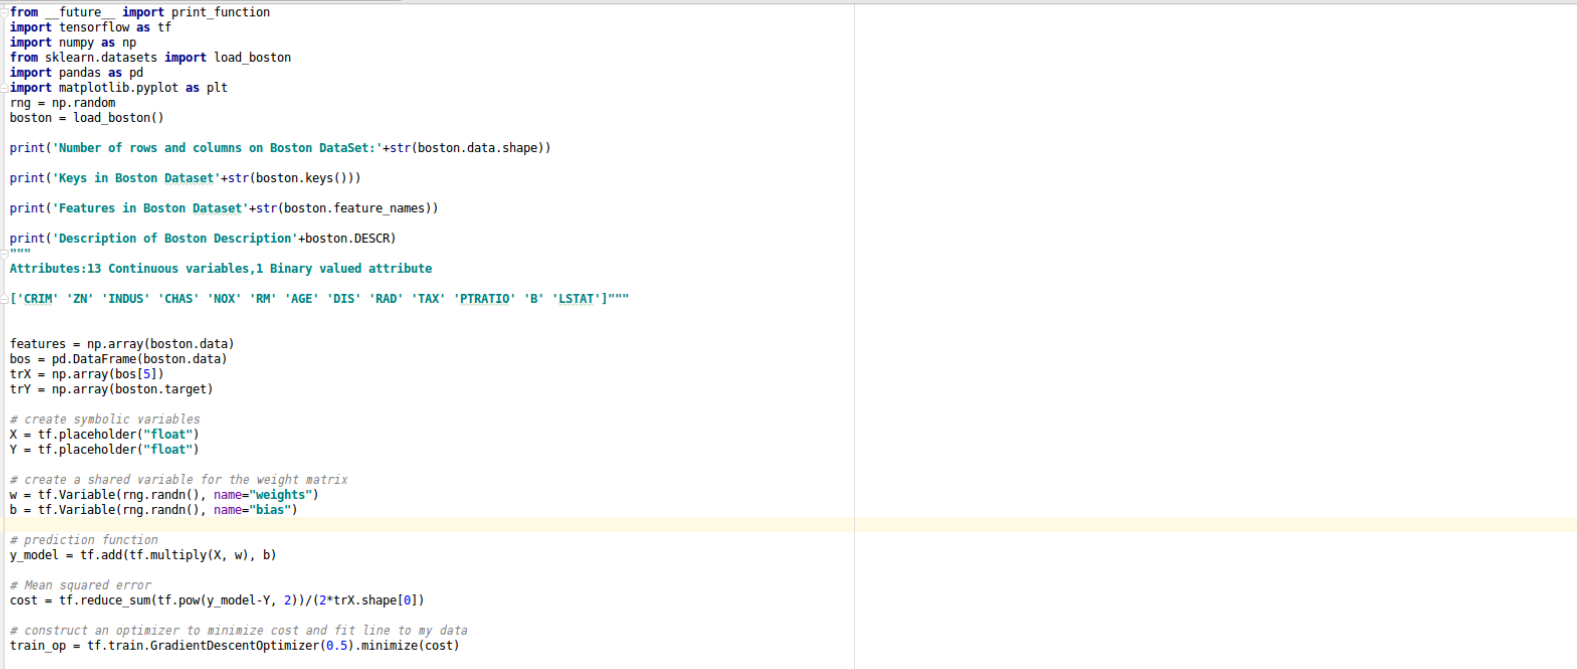 from __future__ import print_function
import tensorflow as tf
import numpy as np
from sklearn.datasets import load_boston
import pandas as pd
import matplotlib.pyplot as plt
rng = np.random
boston = load_boston()
print('Number of rows and columns on Boston DataSet:'+str(boston.data.shape))
print('Keys in Boston Dataset'+str(boston.keys()))
print('Features in Boston Dataset'+str(boston.feature_names))
print('Description of Boston Description'+boston.DESCR)
"""
Attributes:13 Continuous variables,1 Binary valued attribute
['CRIM' 'ZN' 'INDUS' 'CHAS' 'NOX' 'RM' 'AGE' 'DIS' 'RAD' 'TAX' 'PTRATIO' 'B' 'LSTAT']"""
features = np.array(boston.data)
bos = pd.DataFrame(boston.data)
trX = np.array(bos[5])
trY = np.array(boston.target)
# create symbolic variables
X = tf.placeholder("float")
Y = tf.placeholder("float")
# create a shared variable for the weight matrix
w = tf.Variable(rng.randn(), name="weights")
b = tf.Variable(rng.randn(), name="bias")
# prediction function
y_model = tf.add(tf.multiply(X, w), b)
# Mean squared error
cost = tf.reduce_sum(tf.pow(y_model-Y, 2))/(2*trX.shape[0])
# construct an optimizer to minimize cost and fit line to my data
train_op = tf.train.GradientDescentOptimizer(0.5).minimize(cost)